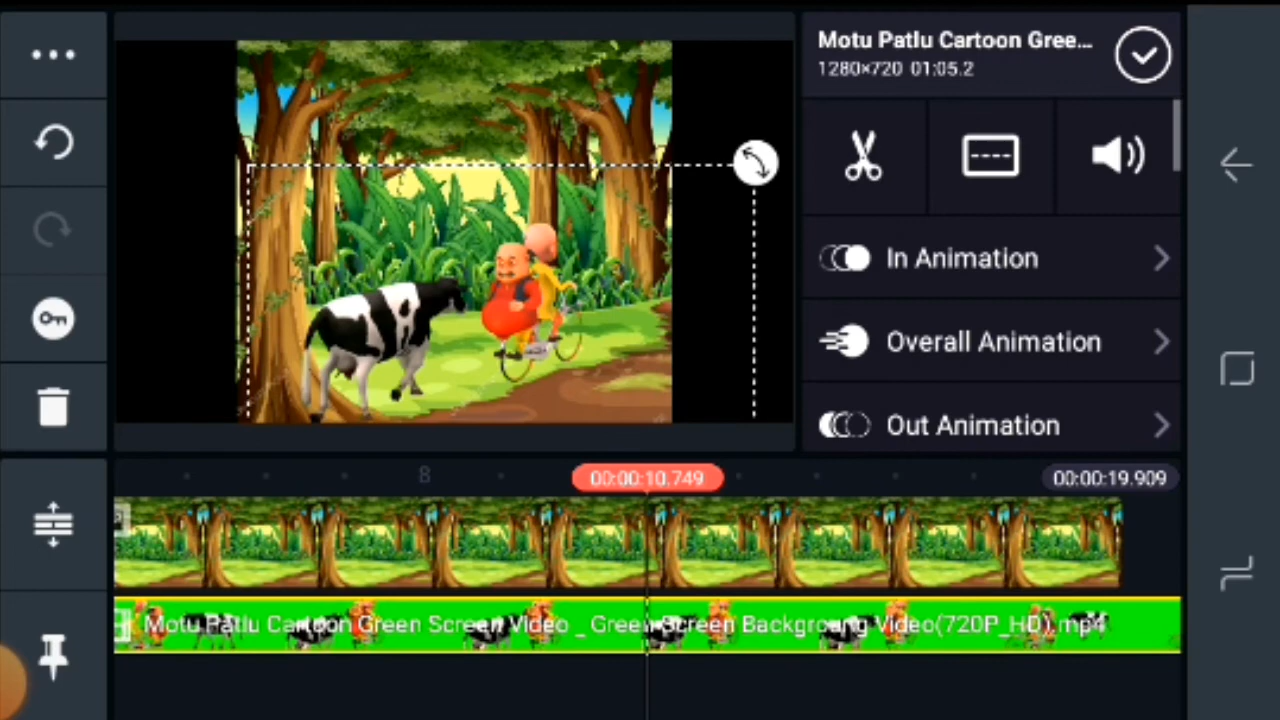 Motu Patlu Cartoon Gree...
1280×720 01:05.2
In Animation
Overall Animation
Out Animation
8
00:00:10.749
00:00:19.909
Motu Patlu Cartoon Green Screen Video _ Green Screen Background Video(720P_HD).mp4